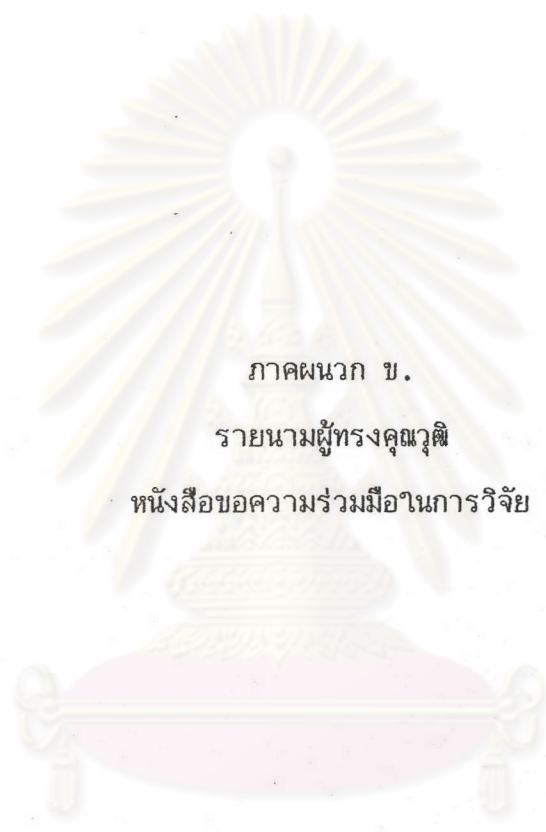 ภาคผนวก ข.
รายนามผู้ทรงคุณวุฒิ
หนังสือขอความร่วมมือในการวิจัย